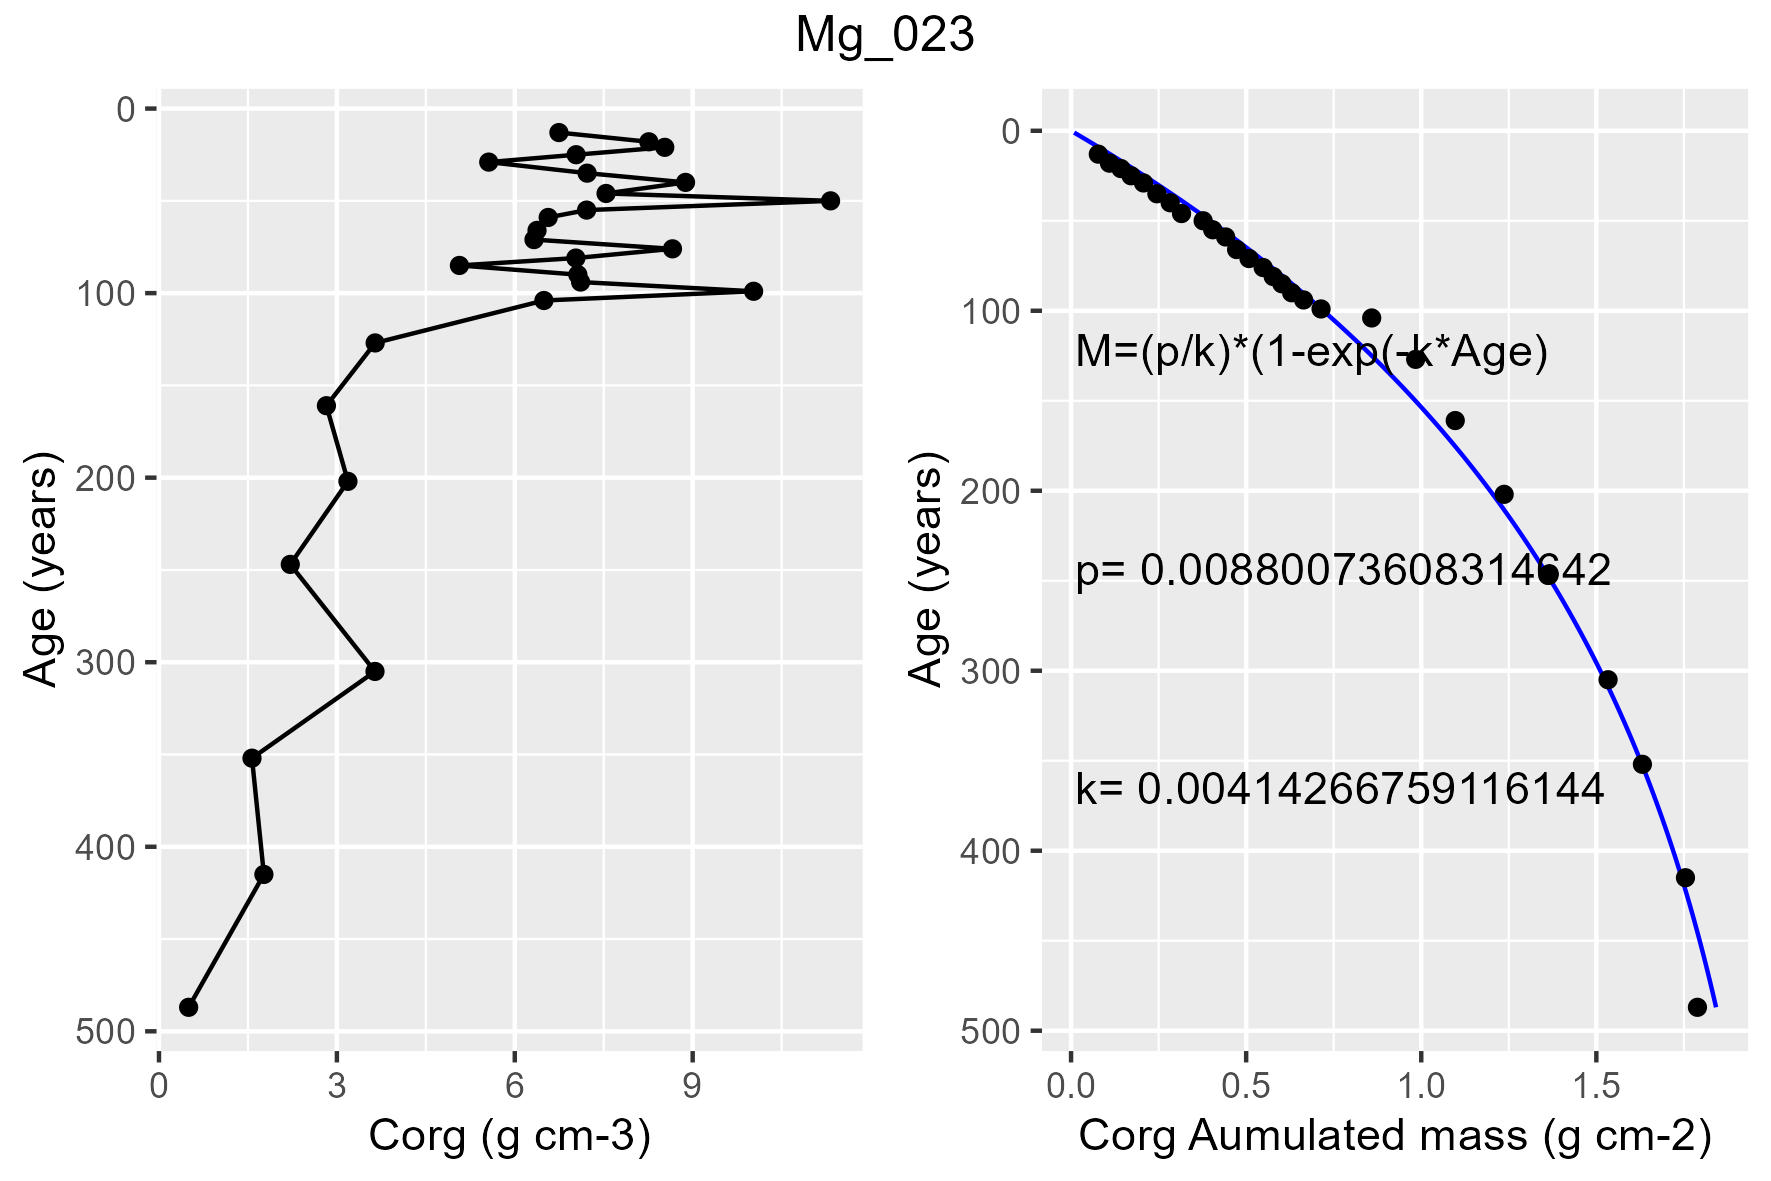 Mg_023
0
100
200
300
400
500
Age (years)
0 3 6 9
Corg (g cm-3)
0
100
200
300
400
500
Age (years)
M=(p/k)*(1-exp(-k*Age)
p= 0.00880073608314642
k= 0.00414266759116144
0.0 0.5 1.0 1.5
Corg Aumulated mass (g cm-2)